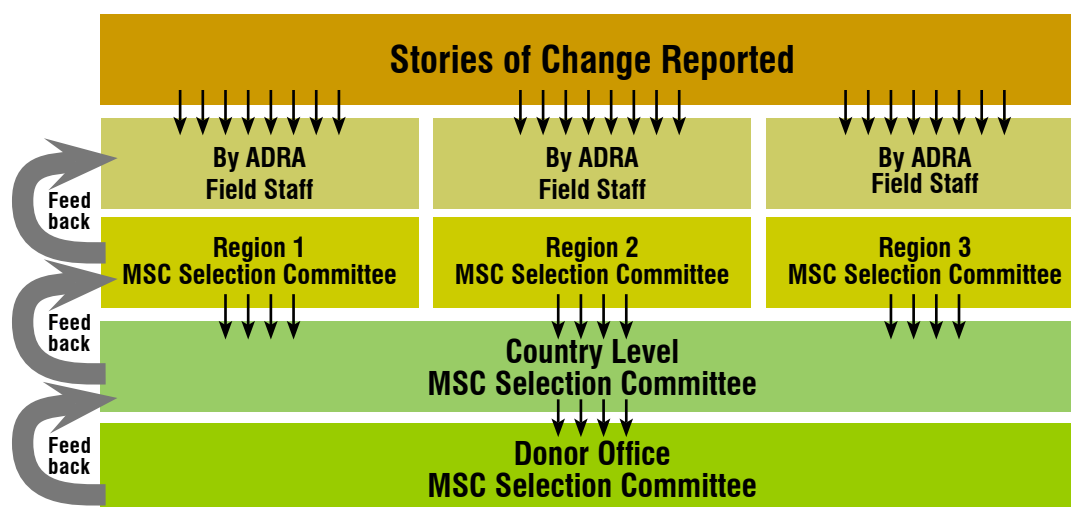 Stories of Change Reported
By ADRA
Field Staff
By ADRA
Field Staff
By ADRA
Field Staff
Feed
back
Region 1
MSC Selection Committee
Region 2
MSC Selection Committee
Region 3
MSC Selection Committee
Feed
back
Country Level
MSC Selection Committee
Feed
back
Donor Office
MSC Selection Committee